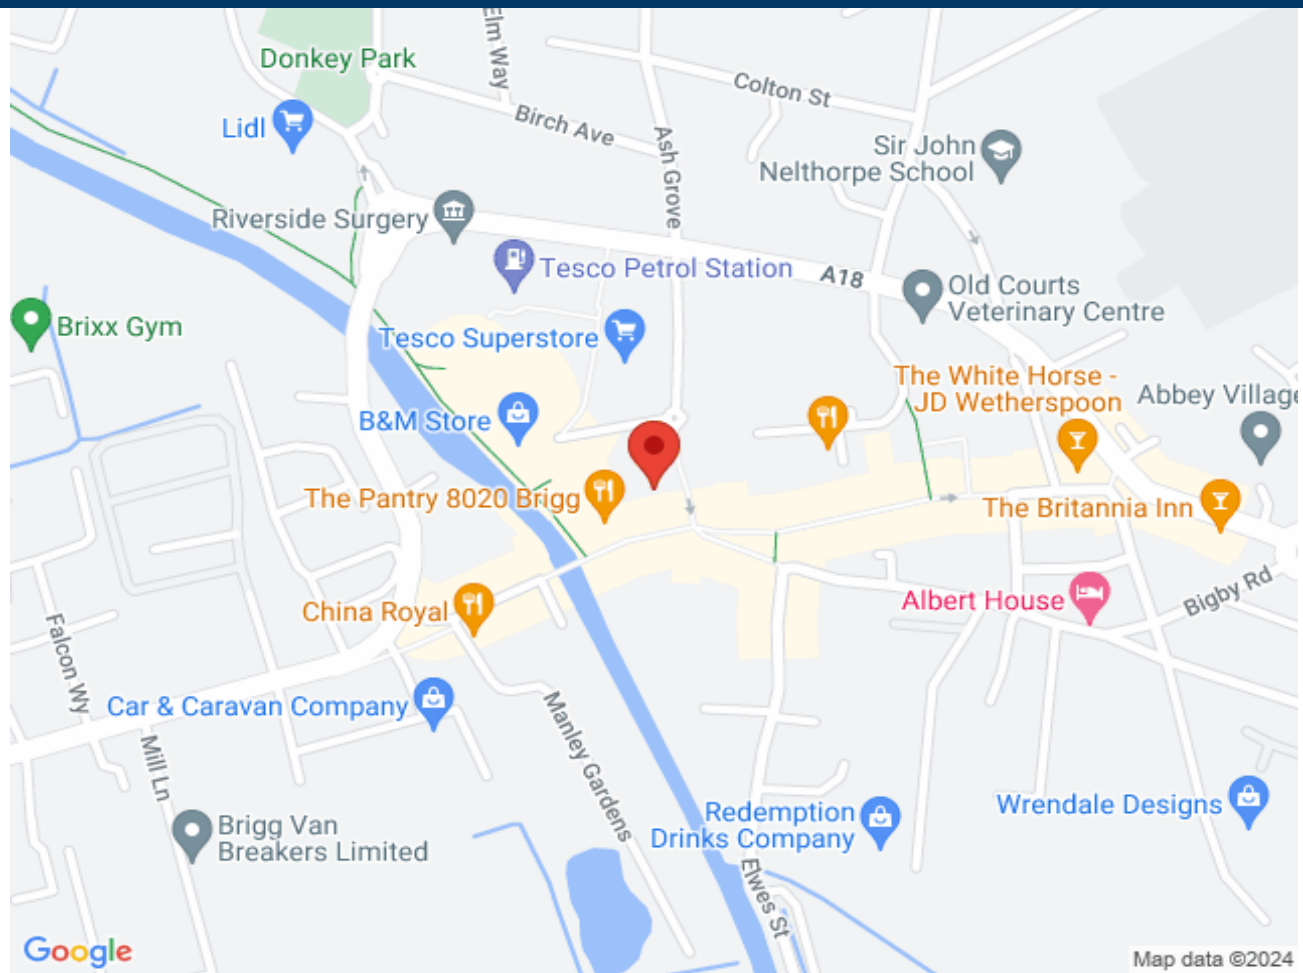 Elm Way
Donkey Park
Colton St
Birch Ave
Lidl
Ash Grove
Sir John
Nelthorpe School
Riverside Surgery
Tesco Petrol Station
A18
Old Courts
Veterinary Centre
Brixx Gym
Tesco Superstore
The White Horse -
JD Wetherspoon
Abbey Village
B&M Store
The Pantry 8020 Brigg
The Britannia Inn
China Royal
Albert House
Bigby Rd
Falcon Wy
Car & Caravan Company
Manley Gardens
Mill Ln
Redemption
Drinks Company
Wrendale Designs
Brigg Van
Breakers Limited
Elwes St
Google
Map data ©2024